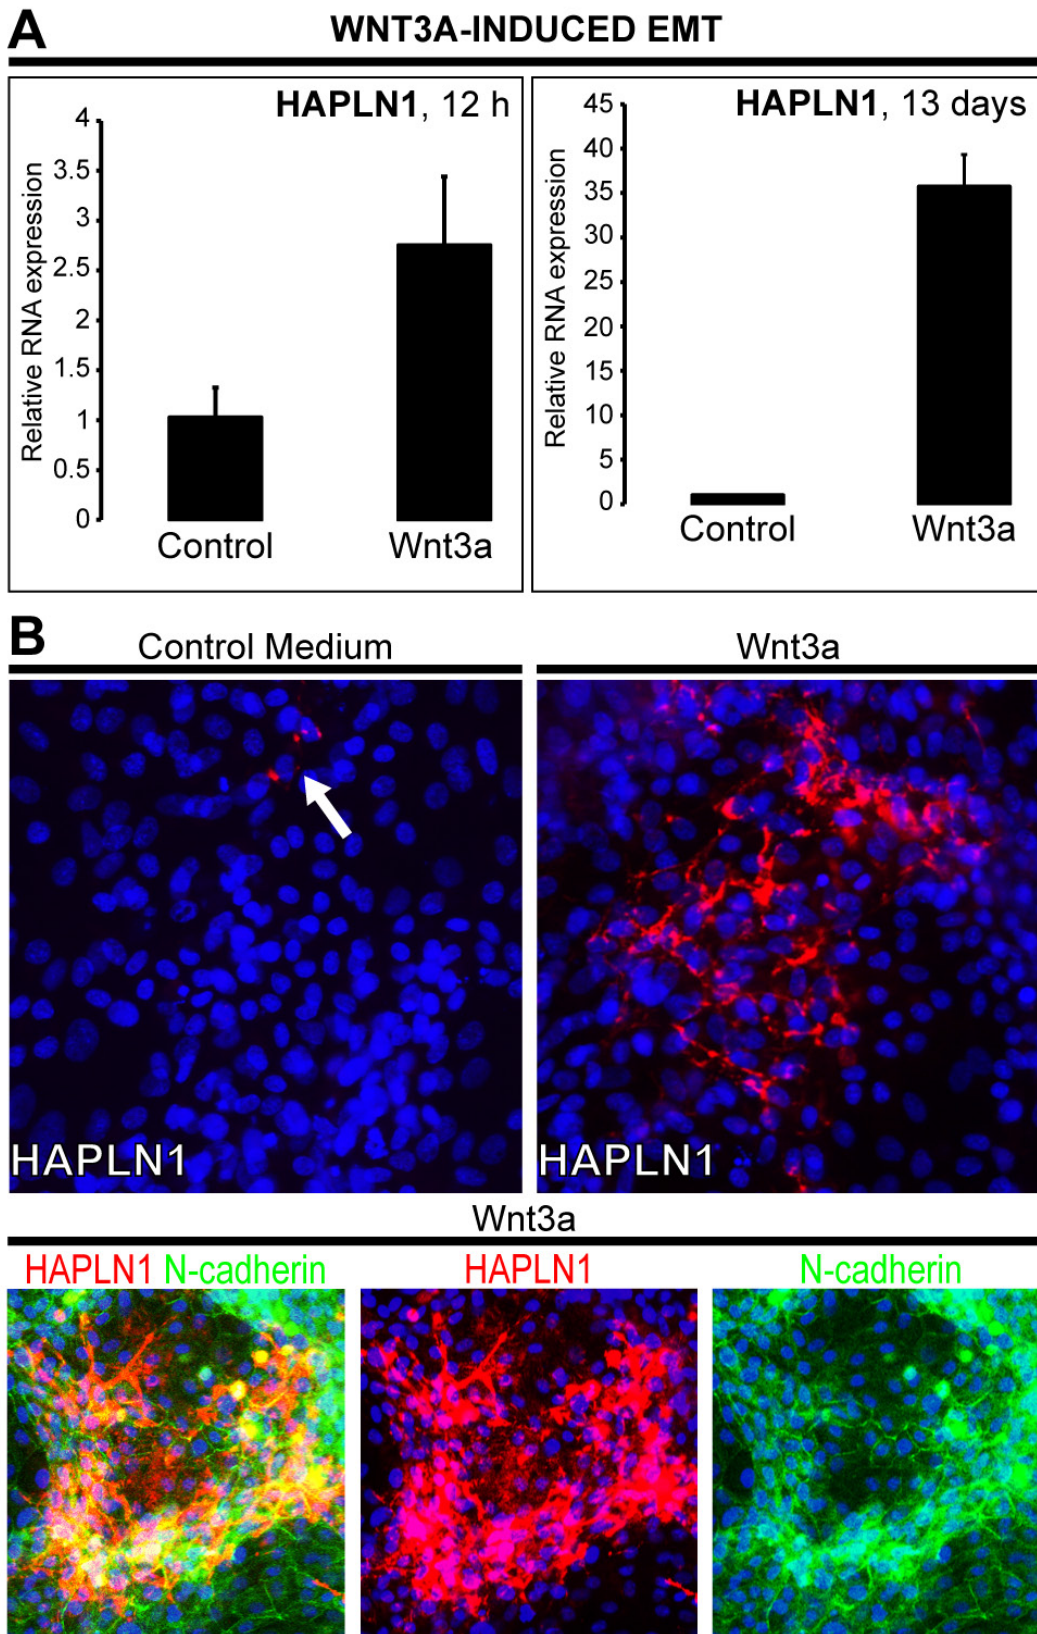 A
WNT3A-INDUCED EMT
HAPLN1, 12 h
Relative RNA expression
4
3.5
3
2.5
2
1.5
1
0.5
0
Control
Wnt3a
HAPLN1, 13 days
Relative RNA expression
45
40
35
30
25
20
15
10
5
0
Control
Wnt3a
B
Control Medium
Wnt3a
HAPLN1
HAPLN1
Wnt3a
HAPLN1 N-cadherin
HAPLN1
N-cadherin